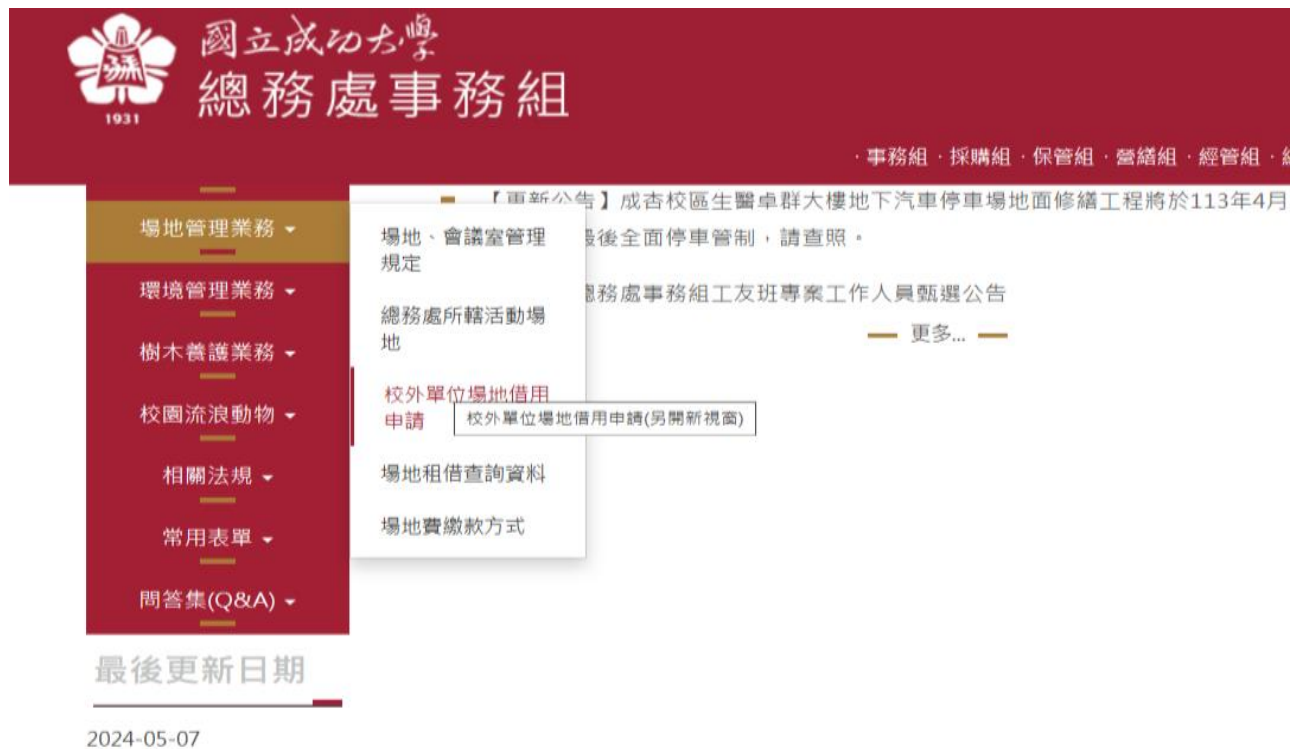 國立成功大學
總務處事務組
1931
·事務組·採購組·保管組·營繕組·經管組·
【更新公告】成杏校區生醫卓群大樓地下汽車停車場地面修繕工程將於113年4月
最後全面停車管制，請查照。
總務處事務組工友班專案工作人員甄選公告
更多...
場地管理業務
環境管理業務
樹木養護業務
校園流浪動物
相關法規
常用表單
問答集(Q&A)
場地、會議室管理
規定
總務處所轄活動場
地
校外單位場地借用
申請
校外單位場地借用申請(另開新視窗)
場地租借查詢資料
場地費繳款方式
最後更新日期
2024-05-07